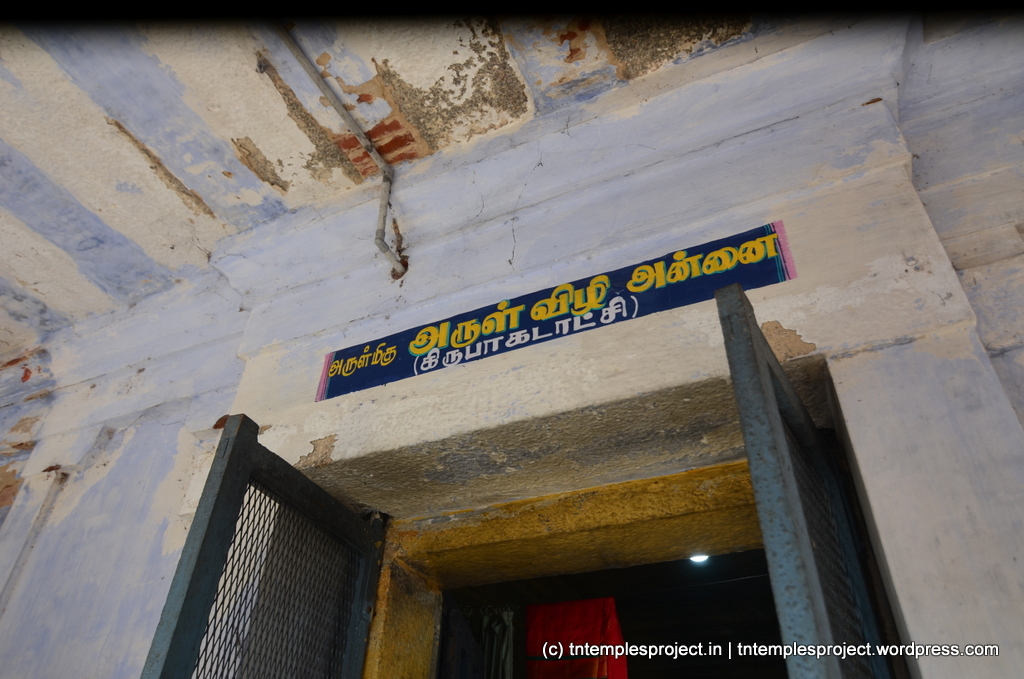 அருள்மிகு அருள் விழி அன்னை
(கிருபாகடாட்சி)
(c) tntemplesproject.in | tntemplesproject.wordpress.com